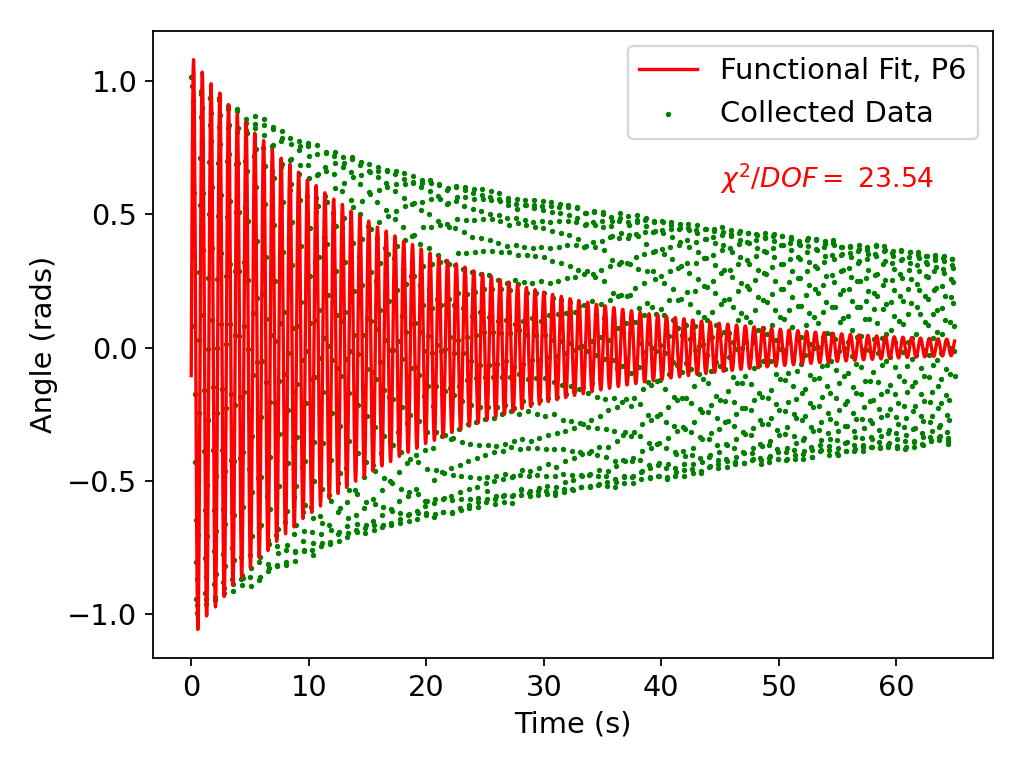 Functional Fit, P6
Collected Data
χ²/DOF = 23.54
Angle (rads)
1.0
0.5
0.0
−0.5
−1.0
0 10 20 30 40 50 60
Time (s)